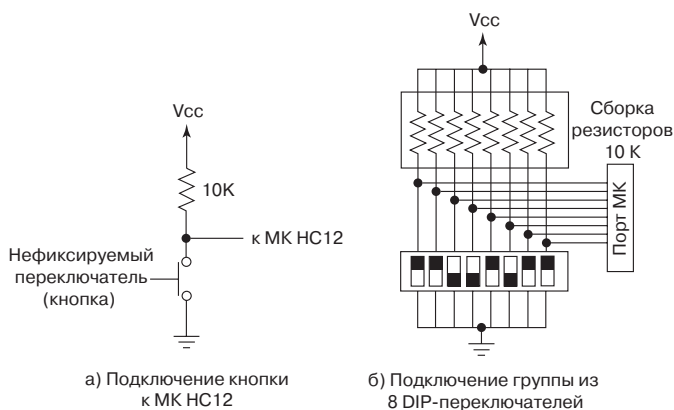 Vcc
10K
к МК HC12
Нефиксируемый
переключатель
(кнопка)
а) Подключение кнопки
к МК HC12
Vcc
Сборка
резисторов
10 К
Порт МК
б) Подключение группы из
8 DIP-переключателей